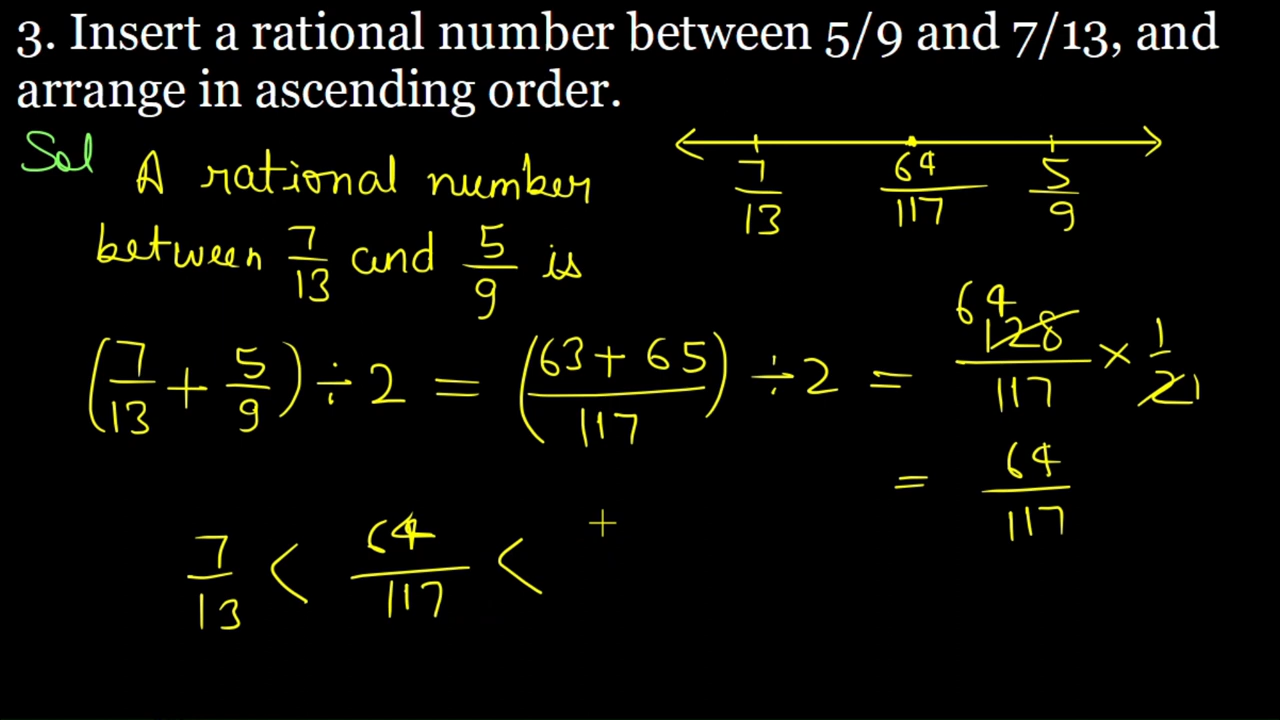 3. Insert a rational number between 5/9 and 7/13, and
arrange in ascending order.
Sol
A rational number
between 7/13 and 5/9 is
7/13 64/117 5/9
(7/13 + 5/9) ÷ 2 = (63 + 65 / 117) ÷ 2 = 128/117 × 1/2
64 1
= 64/117
7/13 < 64/117 <